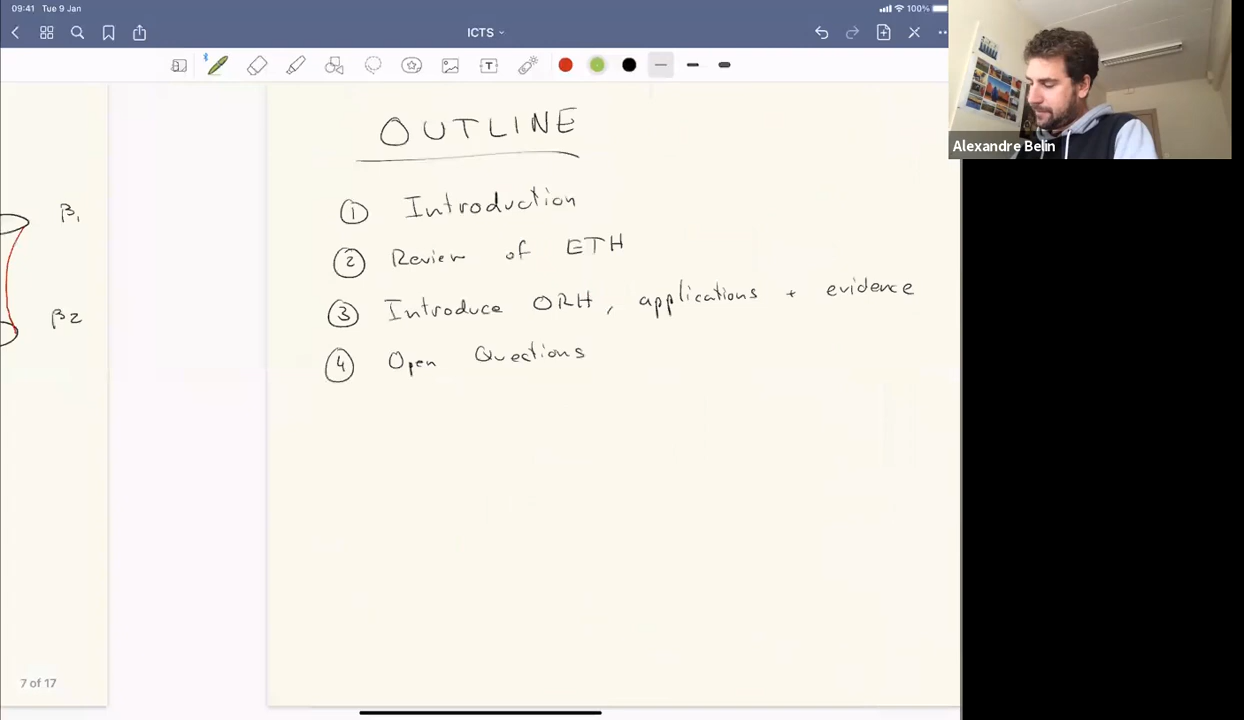 09:41 Tue 9 Jan
100%
ICTS
T
Alexandre Belin
OUTLINE
① Introduction
② Review of ETH
③ Introduce ORH, applications + evidence
④ Open Questions
β₁
β2
7 of 17